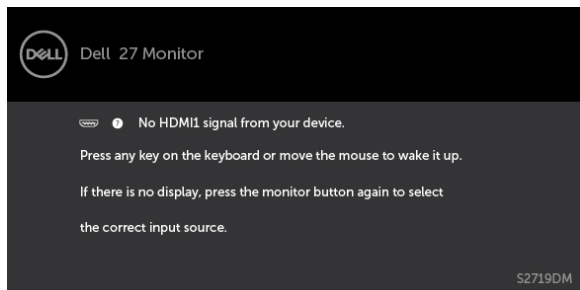 DELL
Dell 27 Monitor
? No HDMI1 signal from your device.
Press any key on the keyboard or move the mouse to wake it up.
If there is no display, press the monitor button again to select
the correct input source.
S2719DM